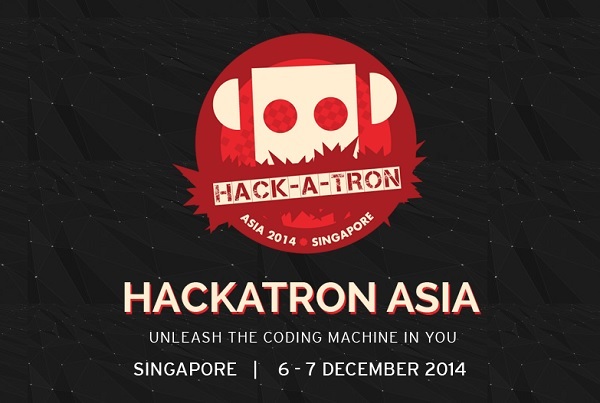 HACK-A-TRON
ASIA 2014 • SINGAPORE
HACKATRON ASIA
UNLEASH THE CODING MACHINE IN YOU
SINGAPORE | 6 - 7 DECEMBER 2014